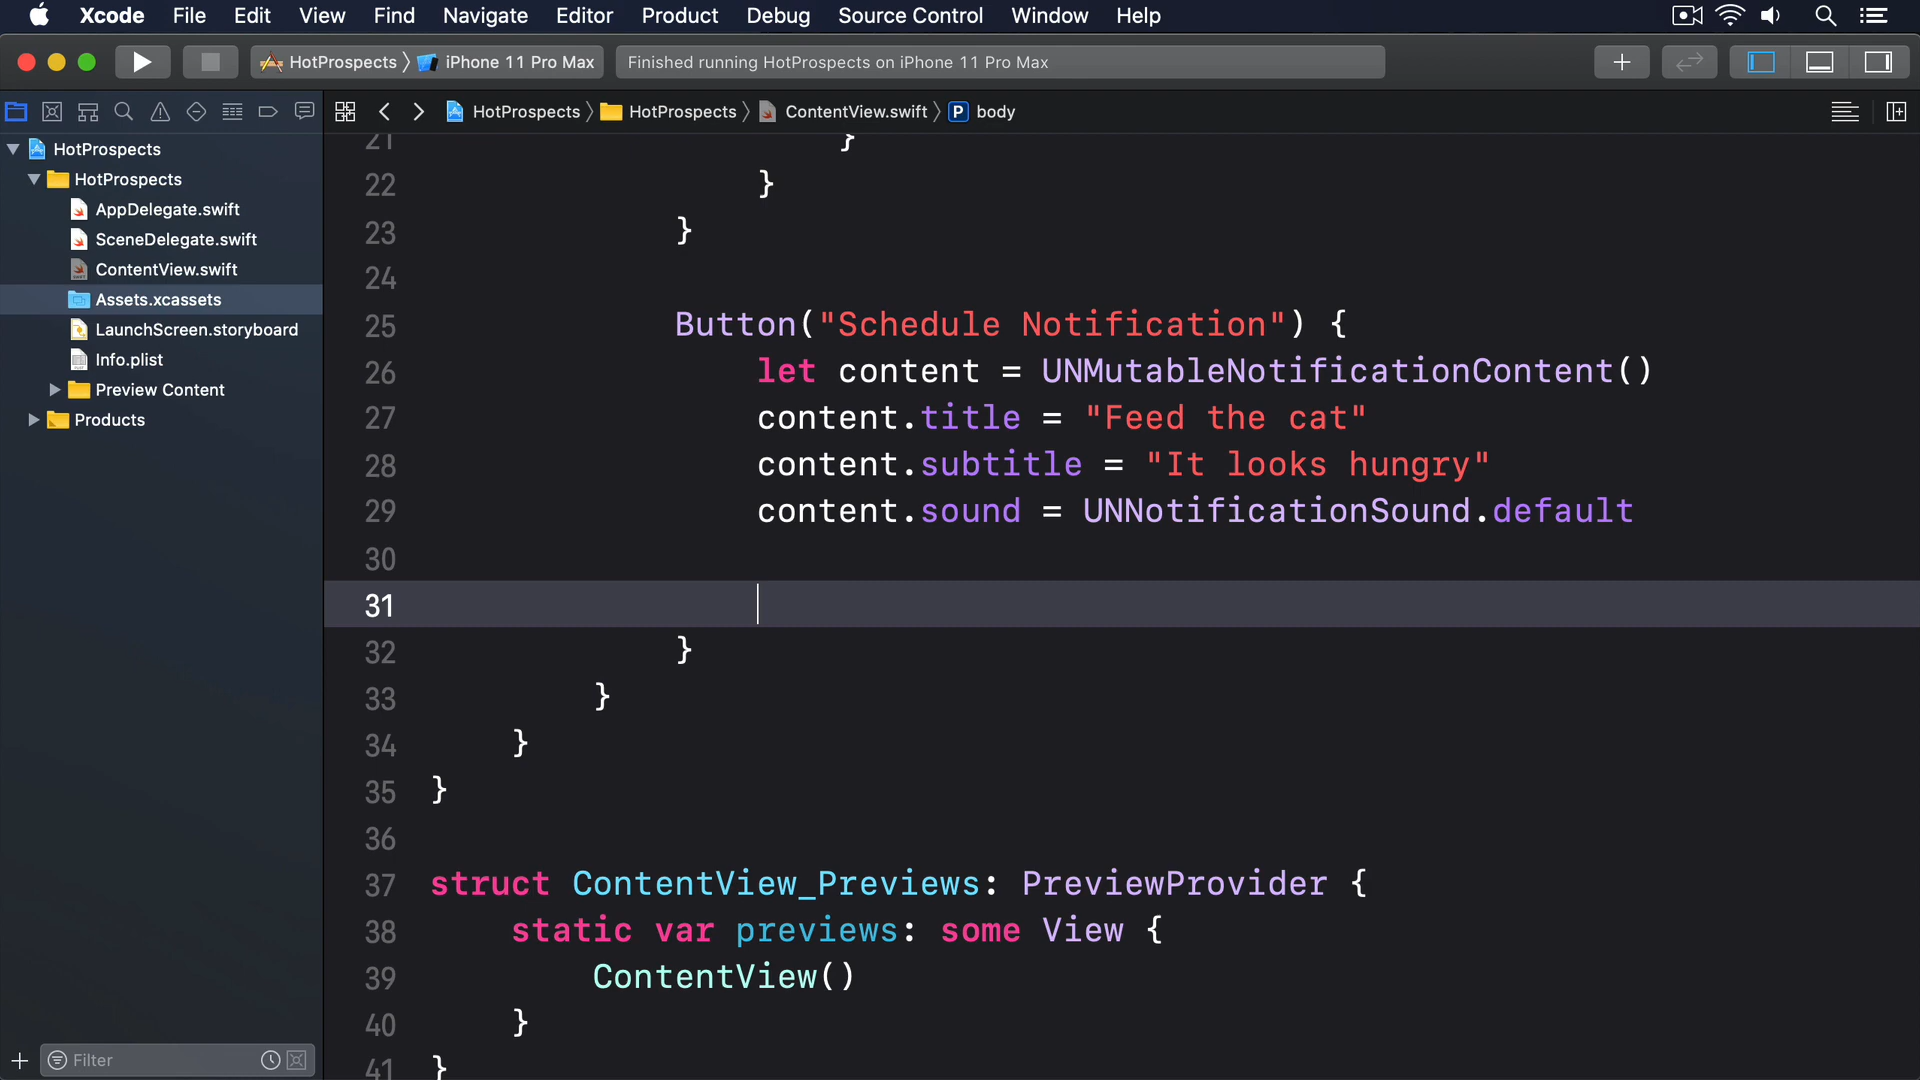 Xcode File Edit View Find Navigate Editor Product Debug Source Control Window Help
HotProspects iPhone 11 Pro Max Finished running HotProspects on iPhone 11 Pro Max
HotProspects HotProspects ContentView.swift P body
HotProspects
HotProspects
AppDelegate.swift
SceneDelegate.swift
ContentView.swift
Assets.xcassets
LaunchScreen.storyboard
Info.plist
Preview Content
Products
Filter
21 }
22 }
23 }
24
25 Button("Schedule Notification") {
26 let content = UNMutableNotificationContent()
27 content.title = "Feed the cat"
28 content.subtitle = "It looks hungry"
29 content.sound = UNNotificationSound.default
30
31
32 }
33 }
34 }
35 }
36
37 struct ContentView_Previews: PreviewProvider {
38 static var previews: some View {
39 ContentView()
40 }
41 }